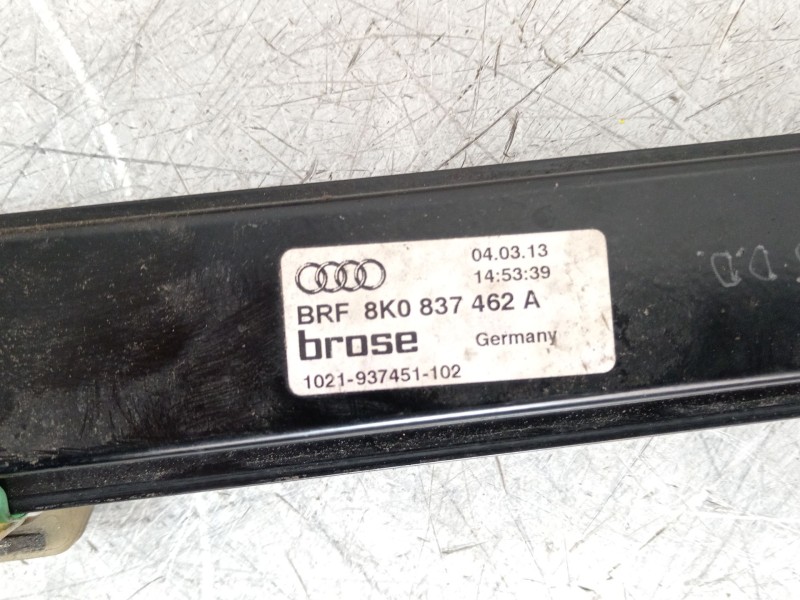 04.03.13
14:53:39
BRF 8K0 837 462 A
brose Germany
1021-937451-102
D.D.